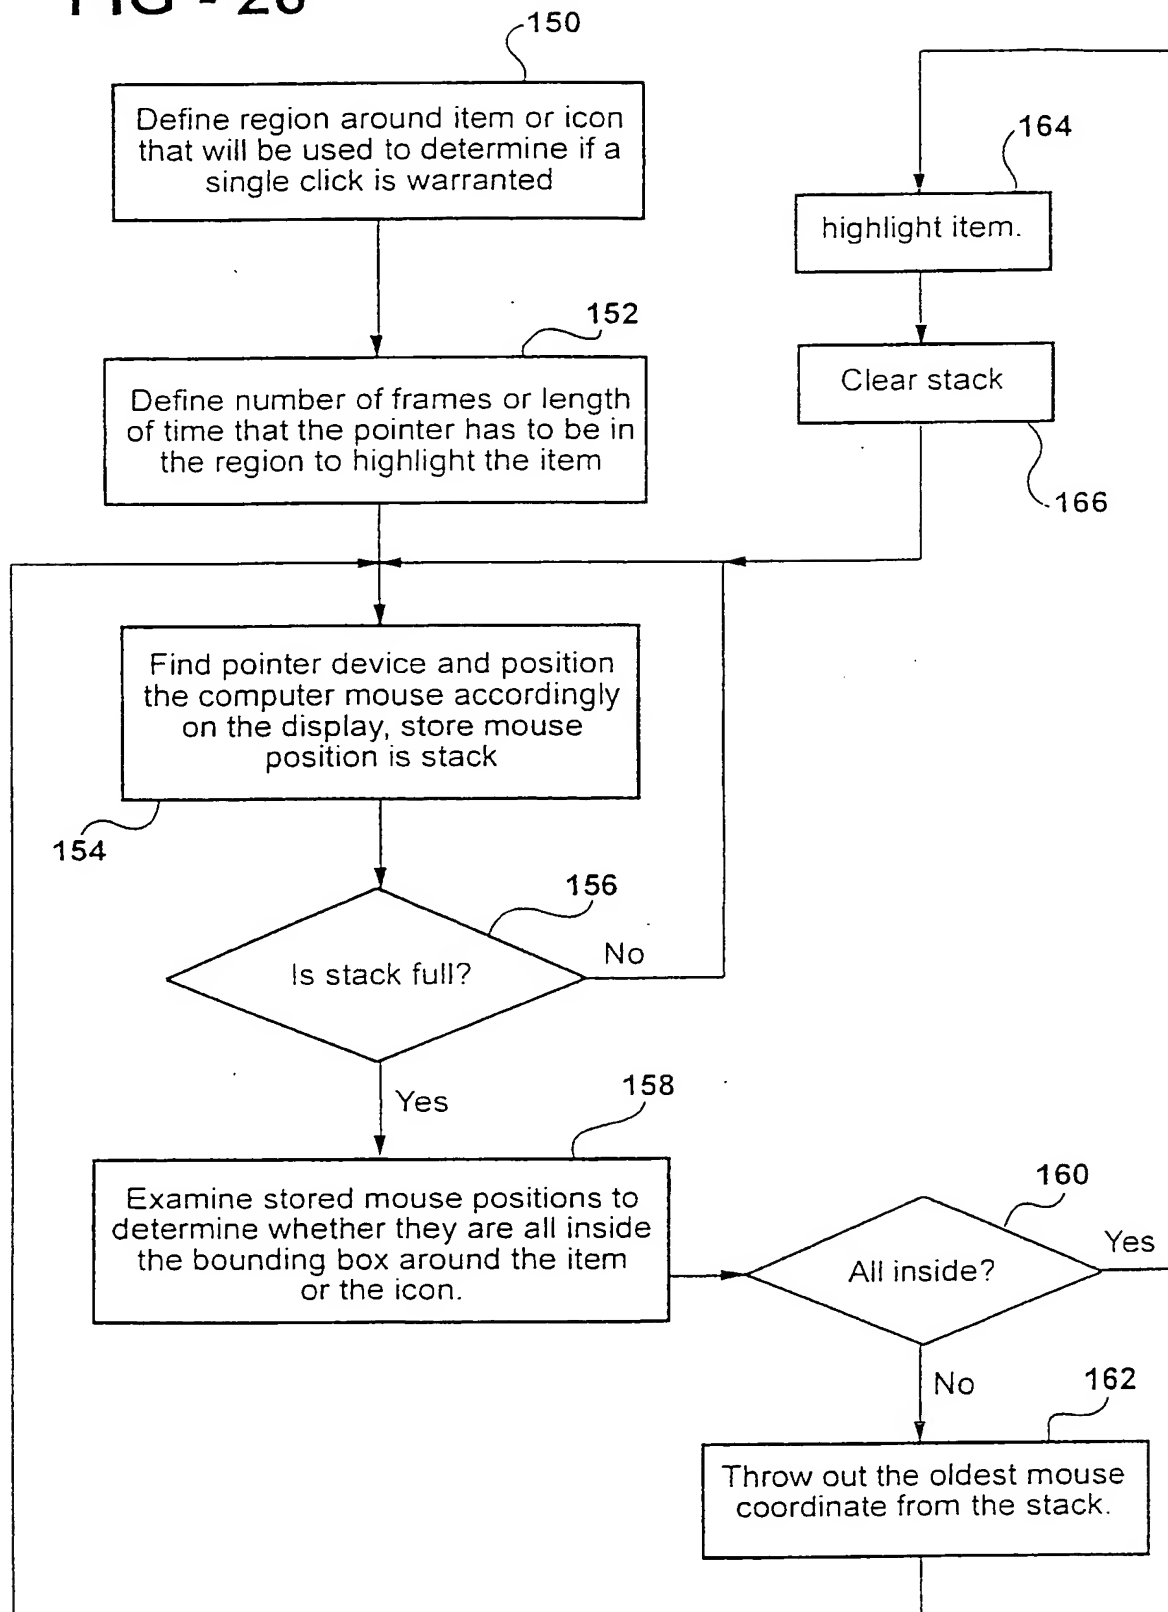 FIG - 20
150
Define region around item or icon
that will be used to determine if a
single click is warranted
152
Define number of frames or length
of time that the pointer has to be in
the region to highlight the item
Find pointer device and position
the computer mouse accordingly
on the display, store mouse
position is stack
154
156
Is stack full?
No
Yes
158
Examine stored mouse positions to
determine whether they are all inside
the bounding box around the item
or the icon.
160
All inside?
Yes
No
162
Throw out the oldest mouse
coordinate from the stack.
164
highlight item.
Clear stack
166